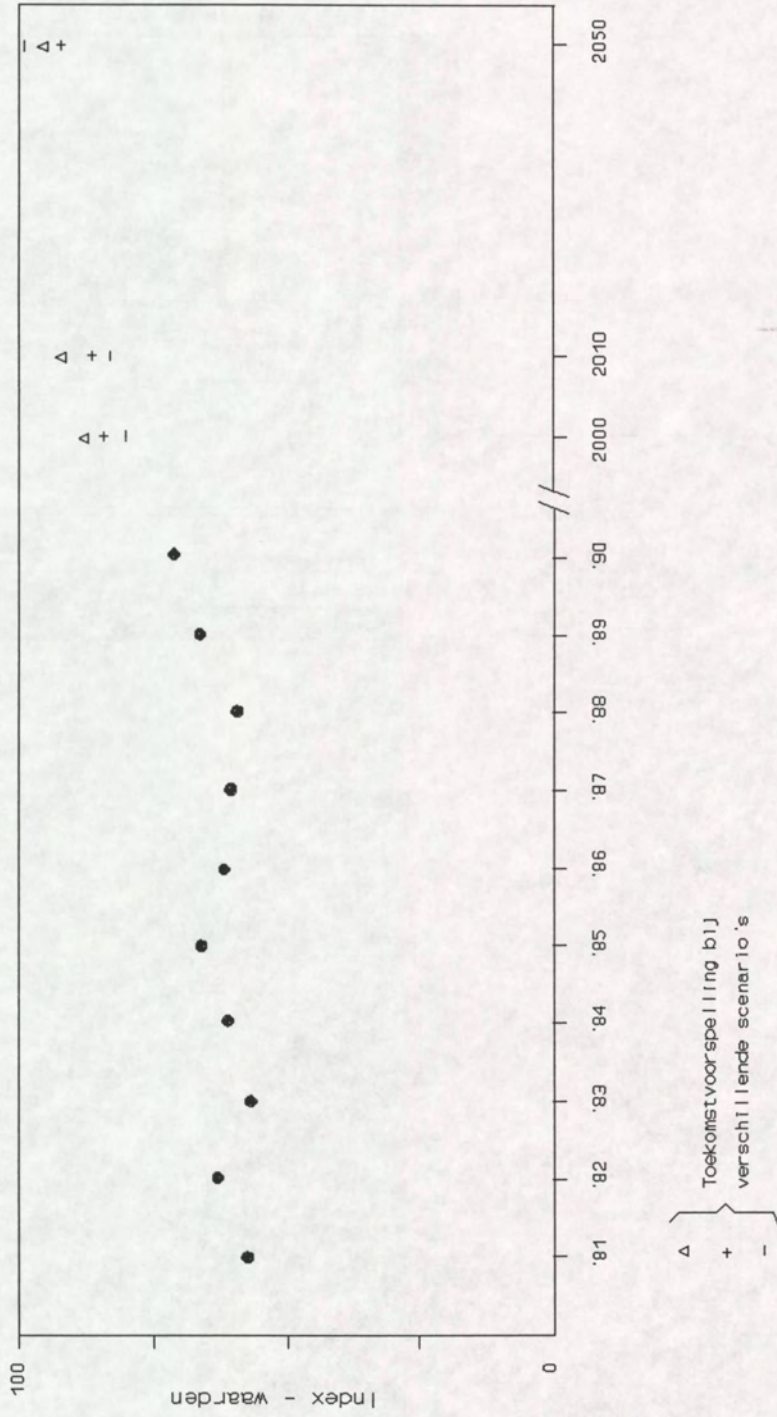 100
Index - waarden
0
'81 '82 '83 '84 '85 '86 '87 '88 '89 '90 2000 2010 2050
Δ
+ Toekomstvoorspelling bij
− verschillende scenario's